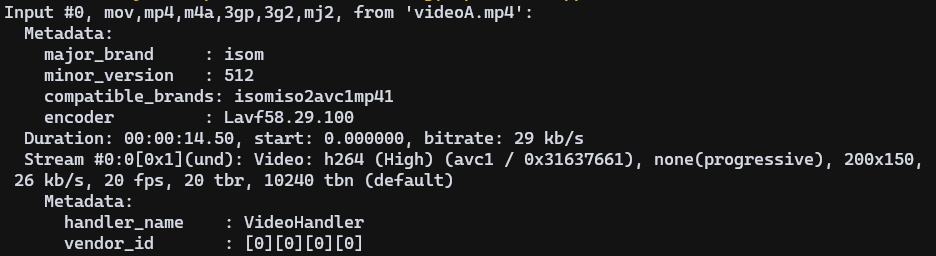 Input #0, mov,mp4,m4a,3gp,3g2,mj2, from 'videoA.mp4':
  Metadata:
    major_brand     : isom
    minor_version   : 512
    compatible_brands: isomiso2avc1mp41
    encoder         : Lavf58.29.100
  Duration: 00:00:14.50, start: 0.000000, bitrate: 29 kb/s
  Stream #0:0[0x1](und): Video: h264 (High) (avc1 / 0x31637661), none(progressive), 200x150,
 26 kb/s, 20 fps, 20 tbr, 10240 tbn (default)
    Metadata:
      handler_name    : VideoHandler
      vendor_id       : [0][0][0][0]